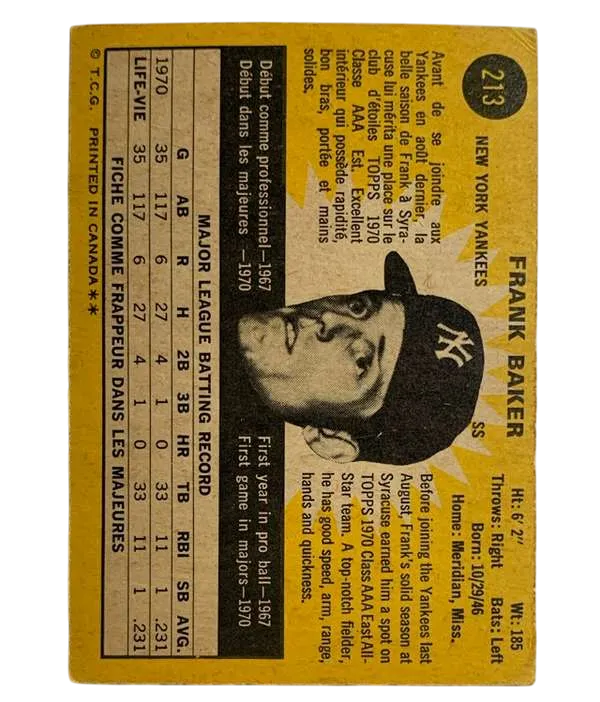 213
FRANK BAKER
NEW YORK YANKEES
SS
Ht: 6' 2" Wt: 185
Throws: Right Bats: Left
Born: 10/29/46
Home: Meridian, Miss.
Avant de se joindre aux
Yankees en août dernier, la
belle saison de Frank à Syra-
cuse lui mérita une place sur le
club d'étoiles TOPPS 1970
Classe AAA Est. Excellent
intérieur qui possède rapidité,
bon bras, portée et mains
solides.
NY
Before joining the Yankees last
August, Frank's solid season at
Syracuse earned him a spot on
TOPPS 1970 Class AAA East All-
Star team. A top-notch fielder,
he has good speed, arm, range,
hands and quickness.
Début comme professionnel—1967
Début dans les majeures —1970
First year in pro ball—1967
First game in majors—1970
MAJOR LEAGUE BATTING RECORD
G AB R H 2B 3B HR TB RBI SB AVG.
1970 35 117 6 27 4 1 0 33 11 1 .231
LIFE-VIE 35 117 6 27 4 1 0 33 11 1 .231
FICHE COMME FRAPPEUR DANS LES MAJEURES
© T.C.G. PRINTED IN CANADA**